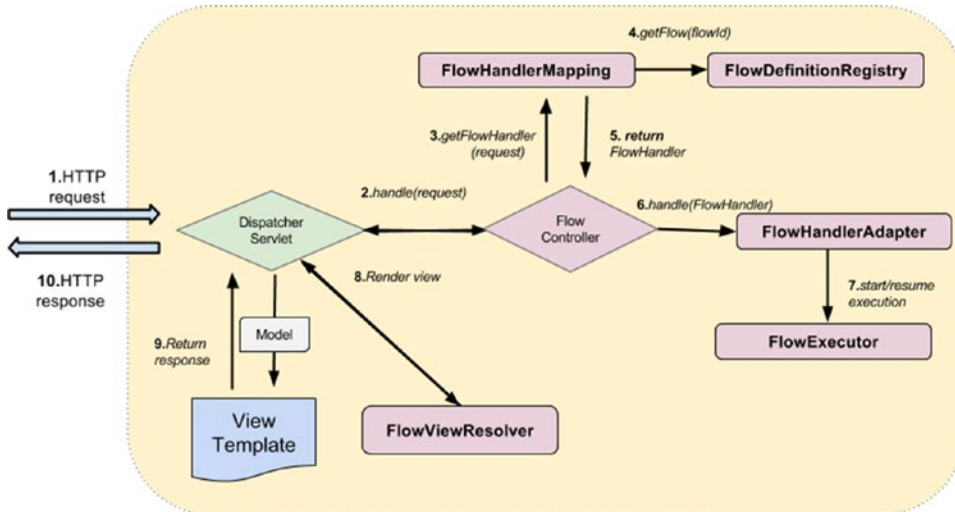 4.getFlow(flowId)
FlowHandlerMapping
FlowDefinitionRegistry
3.getFlowHandler
(request)
5. return
FlowHandler
1.HTTP
request
2.handle(request)
6.handle(FlowHandler)
Dispatcher
Servlet
Flow
Controller
FlowHandlerAdapter
10.HTTP
response
8.Render view
7.start/resume
execution
9.Return
response
Model
FlowExecutor
View
Template
FlowViewResolver